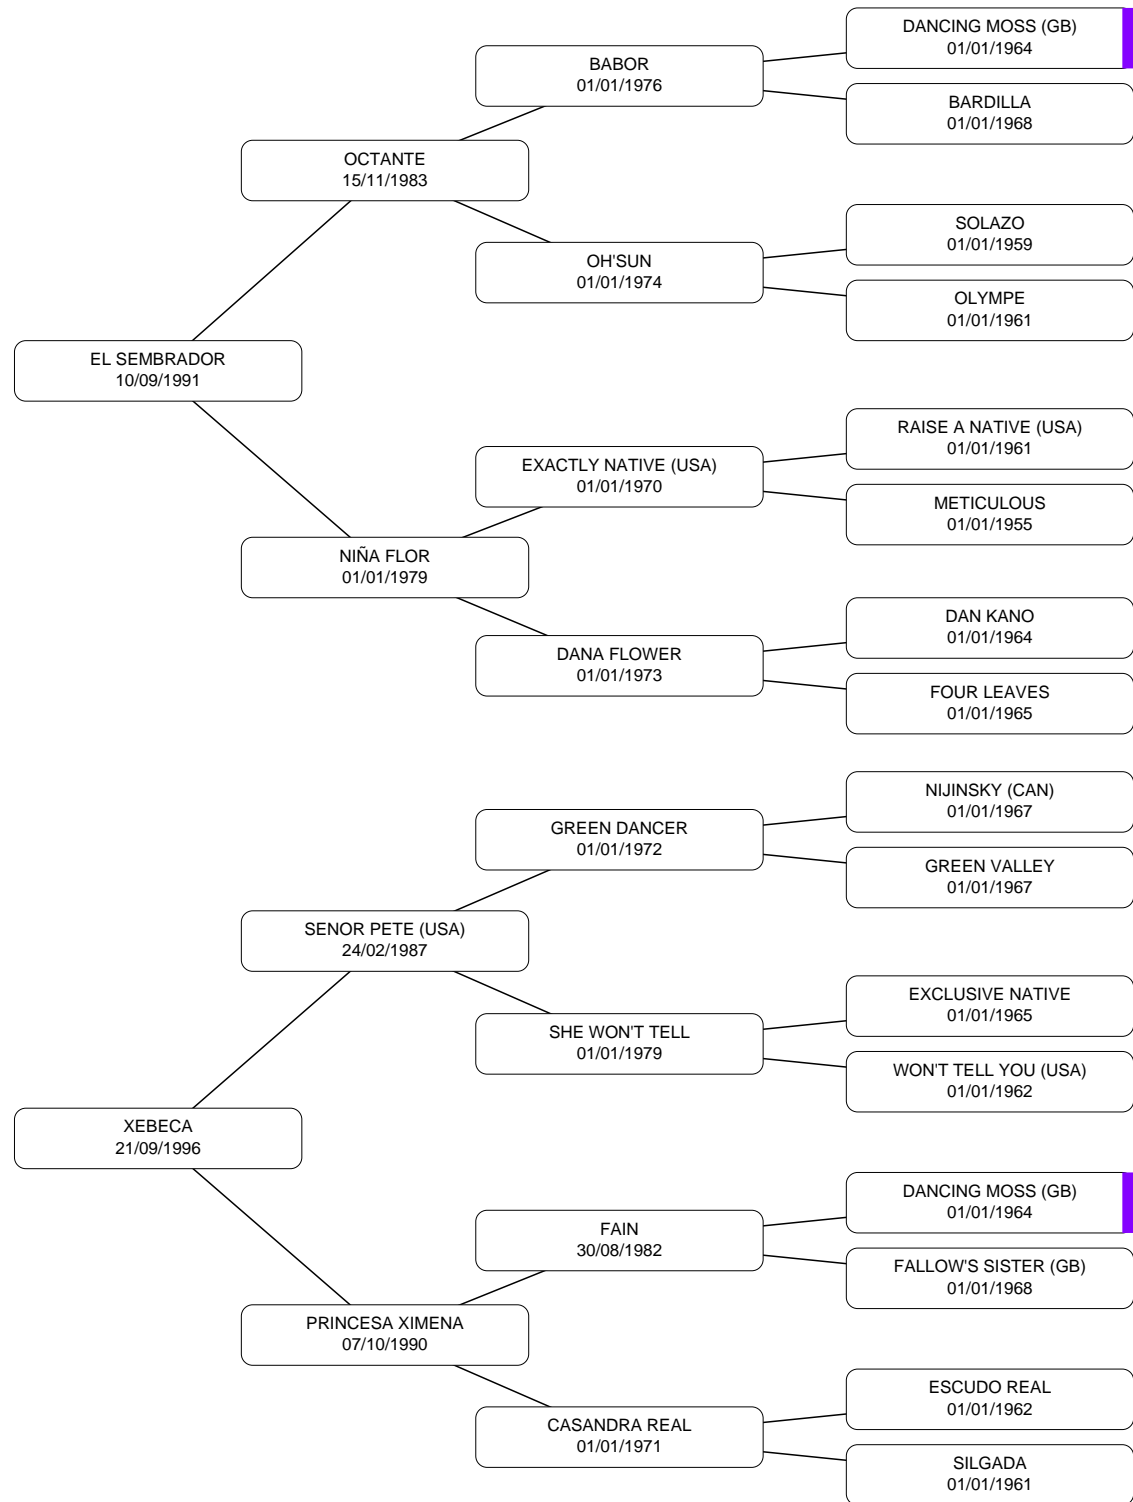 DANCING MOSS (GB)
01/01/1964
BABOR
01/01/1976
BARDILLA
01/01/1968
OCTANTE
15/11/1983
SOLAZO
01/01/1959
OH'SUN
01/01/1974
OLYMPE
01/01/1961
EL SEMBRADOR
10/09/1991
RAISE A NATIVE (USA)
01/01/1961
EXACTLY NATIVE (USA)
01/01/1970
METICULOUS
01/01/1955
NIÑA FLOR
01/01/1979
DAN KANO
01/01/1964
DANA FLOWER
01/01/1973
FOUR LEAVES
01/01/1965
NIJINSKY (CAN)
01/01/1967
GREEN DANCER
01/01/1972
GREEN VALLEY
01/01/1967
SENOR PETE (USA)
24/02/1987
EXCLUSIVE NATIVE
01/01/1965
SHE WON'T TELL
01/01/1979
WON'T TELL YOU (USA)
01/01/1962
XEBECA
21/09/1996
DANCING MOSS (GB)
01/01/1964
FAIN
30/08/1982
FALLOW'S SISTER (GB)
01/01/1968
PRINCESA XIMENA
07/10/1990
ESCUDO REAL
01/01/1962
CASANDRA REAL
01/01/1971
SILGADA
01/01/1961